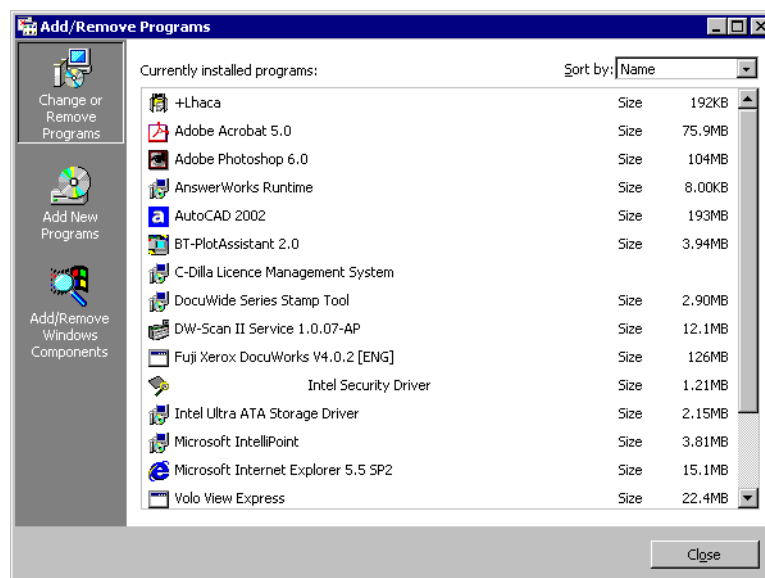 Add/Remove Programs
Change or
Remove
Programs
Add New
Programs
Add/Remove
Windows
Components
Currently installed programs:
Sort by: Name
+Lhaca Size 192KB
Adobe Acrobat 5.0 Size 75.9MB
Adobe Photoshop 6.0 Size 104MB
AnswerWorks Runtime Size 8.00KB
AutoCAD 2002 Size 193MB
BT-PlotAssistant 2.0 Size 3.94MB
C-Dilla Licence Management System
DocuWide Series Stamp Tool Size 2.90MB
DW-Scan II Service 1.0.07-AP Size 12.1MB
Fuji Xerox DocuWorks V4.0.2 [ENG] Size 126MB
Intel Security Driver Size 1.21MB
Intel Ultra ATA Storage Driver Size 2.15MB
Microsoft IntelliPoint Size 3.81MB
Microsoft Internet Explorer 5.5 SP2 Size 15.1MB
Volo View Express Size 22.4MB
Close